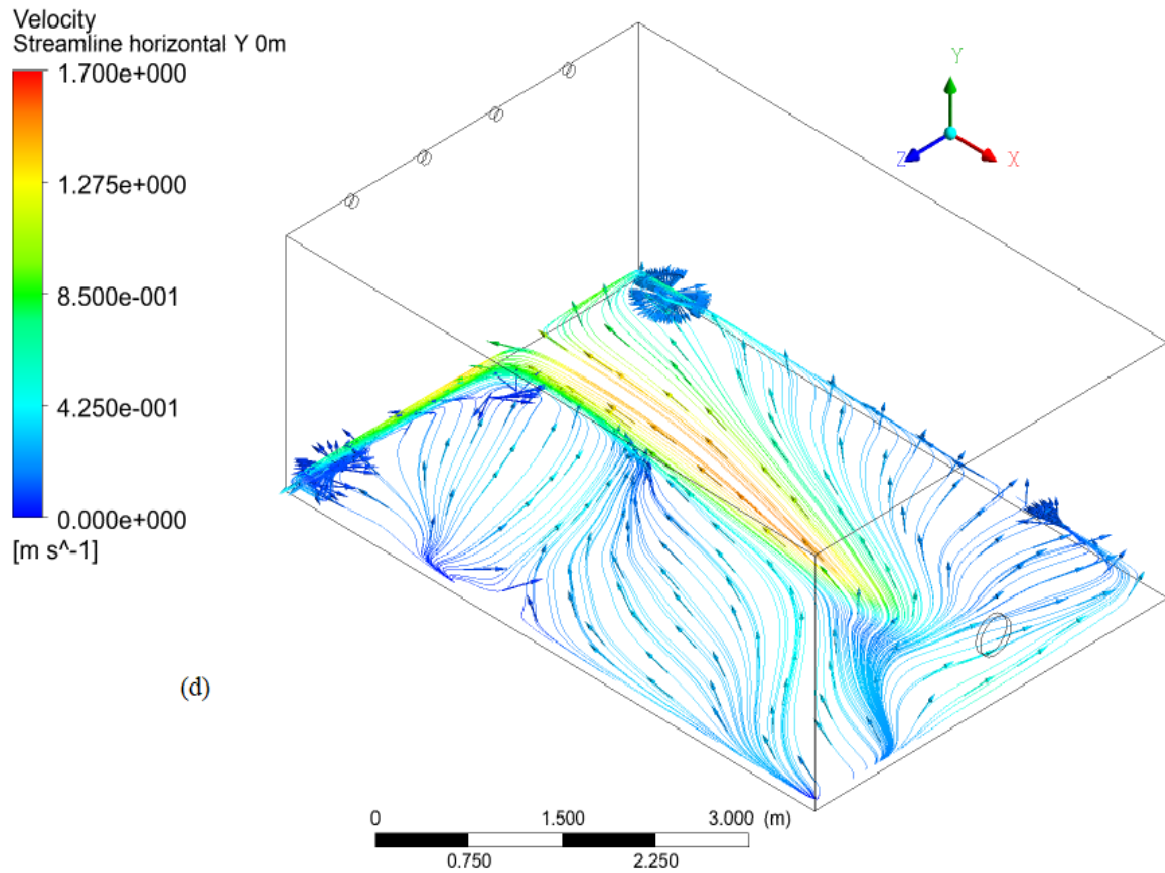 Velocity
Streamline horizontal Y 0m
1.700e+000
1.275e+000
8.500e-001
4.250e-001
0.000e+000
[m s^-1]
Y
Z
X
(d)
0 1.500 3.000 (m)
0.750 2.250